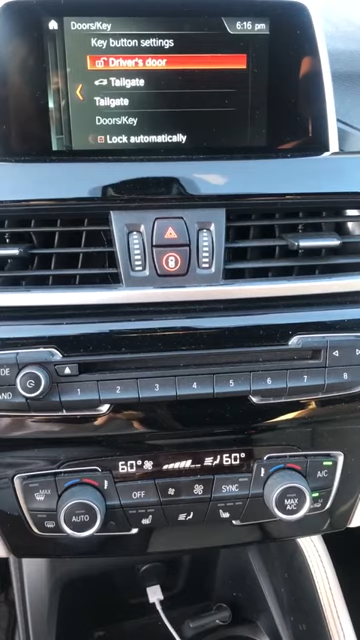 Doors/Key 6:16 pm
Key button settings
Driver's door
Tailgate
Tailgate
Doors/Key
Lock automatically
DE
AND
1 2 3 4 5 6 7 8
60° 60°
MAX
OFF
SYNC
A/C
AUTO
MAX
A/C